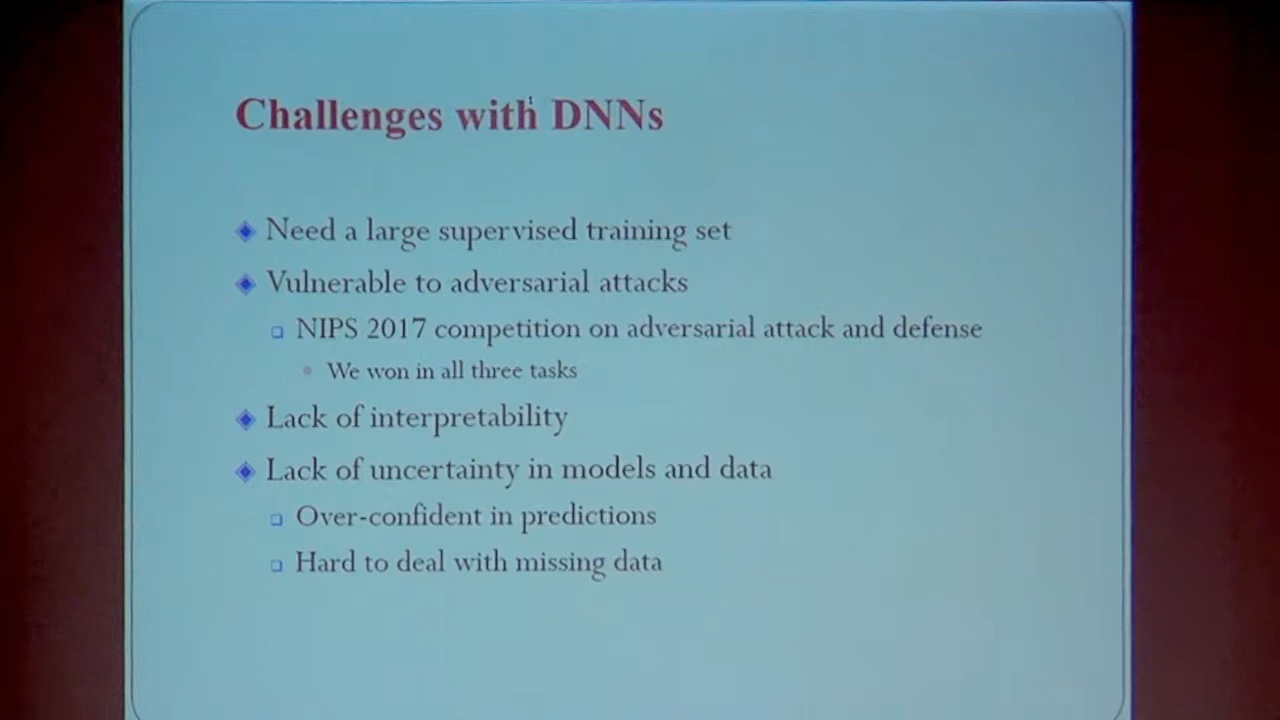 Challenges with DNNs
Need a large supervised training set
Vulnerable to adversarial attacks
NIPS 2017 competition on adversarial attack and defense
We won in all three tasks
Lack of interpretability
Lack of uncertainty in models and data
Over-confident in predictions
Hard to deal with missing data